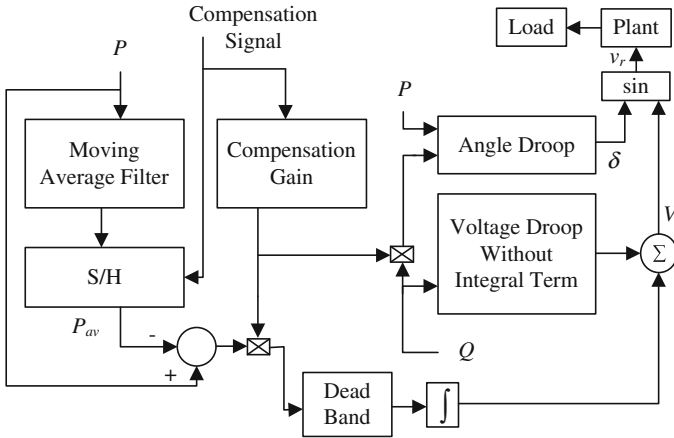 Compensation
Signal
P
Load
Plant
v_r
sin
P
Moving
Average Filter
Compensation
Gain
Angle Droop
δ
S/H
Voltage Droop
Without
Integral Term
V
Σ
P_av
-
+
Q
Dead
Band
∫